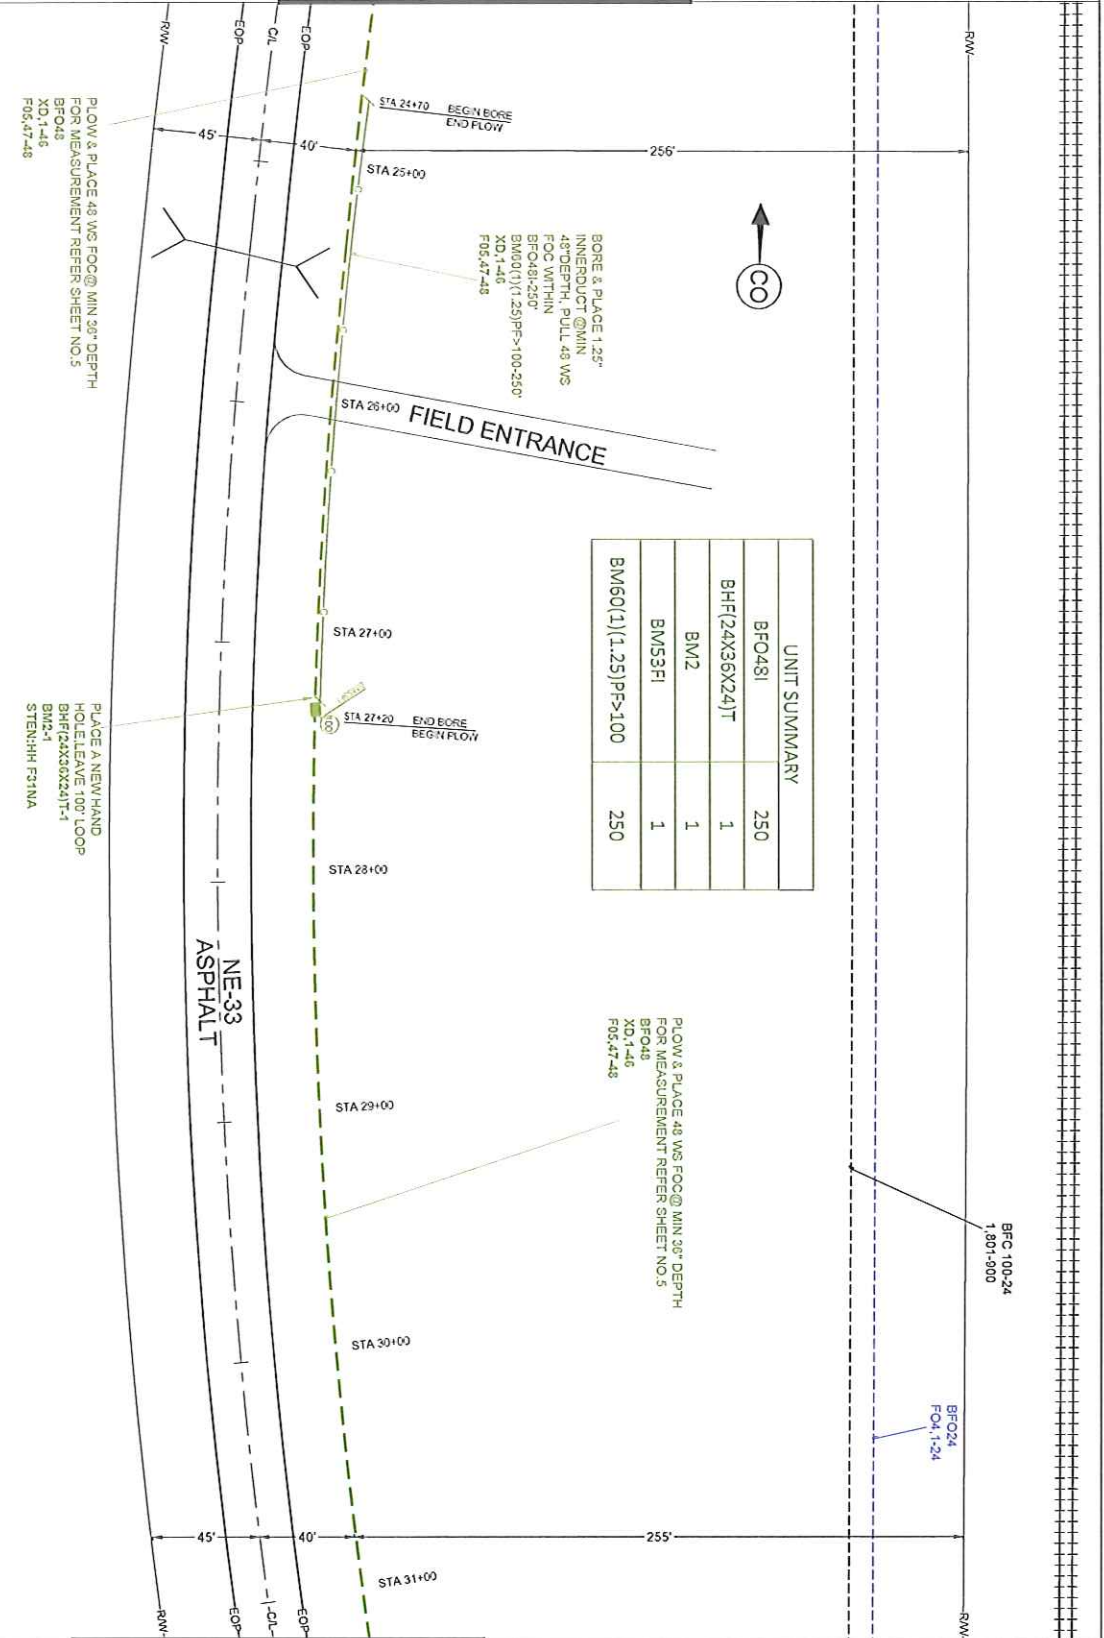 R/W
EOP
C/L
EOP
R/W
STA 24+70 BEGIN BORE
END PLOW
45'
40'
256'
STA 25+00
PLOW & PLACE 48 WS FOC@ MIN 36" DEPTH
FOR MEASUREMENT REFER SHEET NO.5
BFO48
XD,1-46
F05,47-48
BORE & PLACE 1.25"
INNERDUCT @MIN
48"DEPTH, PULL 48 WS
FOC WITHIN
BFO48I-250'
BM60(1)(1.25)PF>100-250'
XD,1-46
F05,47-48
CO
STA 26+00
FIELD ENTRANCE
STA 27+00
STA 27+20 END BORE
BEGIN PLOW
UNIT SUMMARY
BFO48I 250
BHF(24X36X24)T 1
BM2 1
BM53FI 1
BM60(1)(1.25)PF>100 250
PLACE A NEW HAND
HOLE,LEAVE 100' LOOP
BHF(24X36X24)T-1
BM2-1
STEN:HH F31NA
STA 28+00
NE-33
ASPHALT
STA 29+00
PLOW & PLACE 48 WS FOC@ MIN 36" DEPTH
FOR MEASUREMENT REFER SHEET NO.5
BFO48
XD,1-46
F05,47-48
BFC 100-24
1,801-900
STA 30+00
BFO24
FO4,1-24
45'
40'
255'
STA 31+00
R/W
EOP
C/L
EOP
R/W